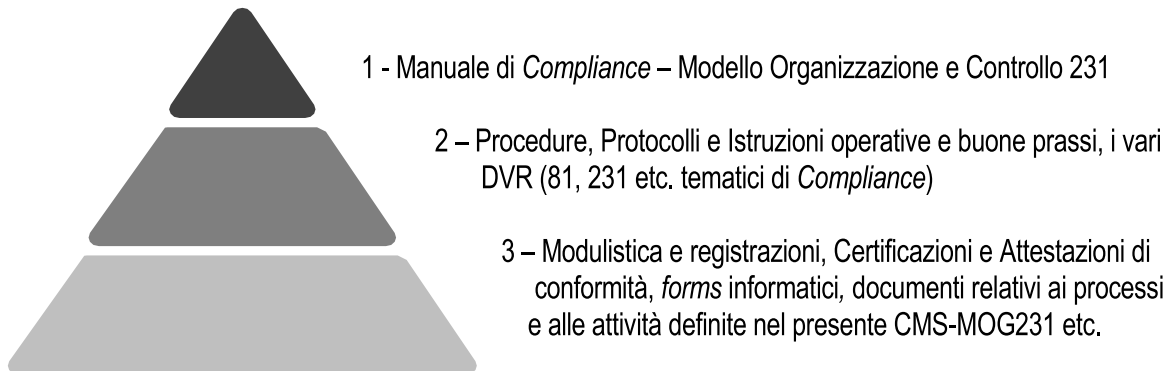 1 - Manuale di Compliance – Modello Organizzazione e Controllo 231
2 – Procedure, Protocolli e Istruzioni operative e buone prassi, i vari
DVR (81, 231 etc. tematici di Compliance)
3 – Modulistica e registrazioni, Certificazioni e Attestazioni di
conformità, forms informatici, documenti relativi ai processi
e alle attività definite nel presente CMS-MOG231 etc.